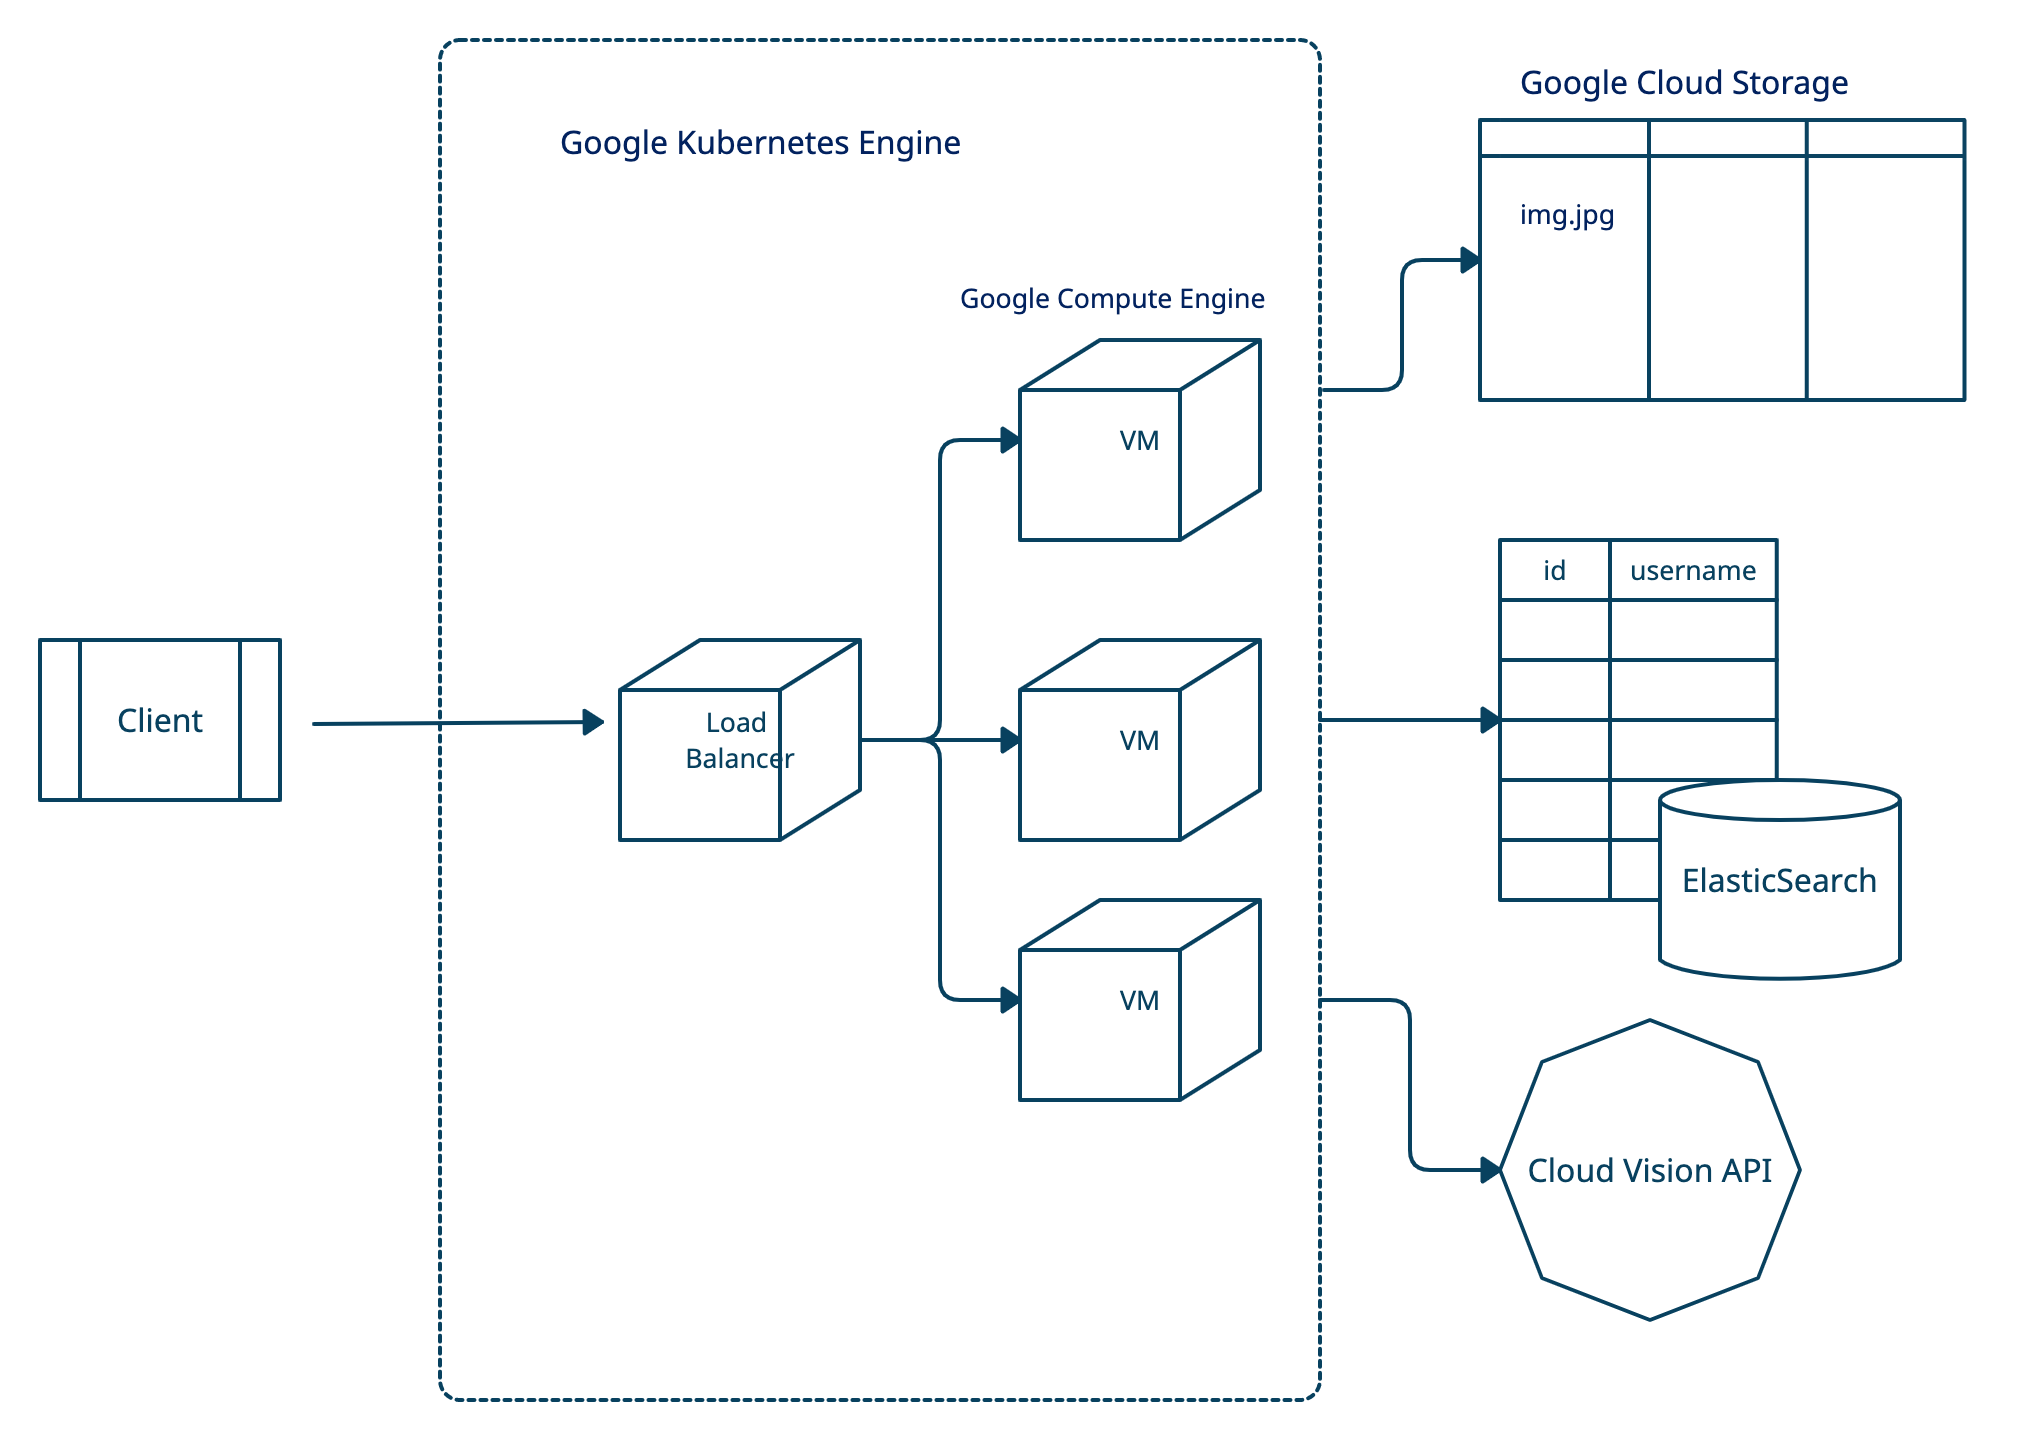 Google Cloud Storage
Google Kubernetes Engine
img.jpg
Google Compute Engine
VM
id
username
Client
Load
Balancer
VM
ElasticSearch
VM
Cloud Vision API